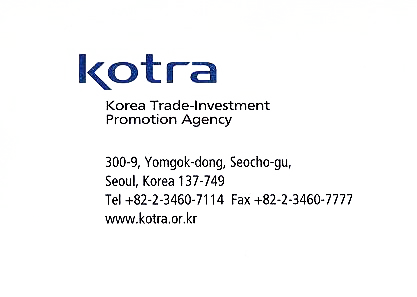 kotra
Korea Trade-Investment
Promotion Agency
300-9, Yomgok-dong, Seocho-gu,
Seoul, Korea 137-749
Tel +82-2-3460-7114 Fax +82-2-3460-7777
www.kotra.or.kr